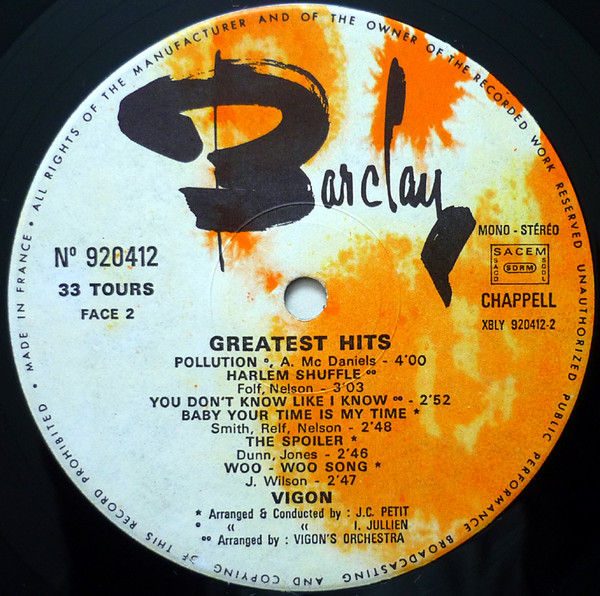 MADE IN FRANCE • ALL RIGHTS OF THE MANUFACTURER AND OF THE OWNER OF THE RECORDED WORK RESERVED UNAUTHORIZED PUBLIC PERFORMANCE BROADCASTING AND COPYING OF THIS RECORD PROHIBITED •
Barclay
MONO - STÉRÉO
SACEM
SACD SDRM SGDL
CHAPPELL
XBLY 920412-2
Nº 920412
33 TOURS
FACE 2
GREATEST HITS
POLLUTION °, A. Mc Daniels - 4'00
HARLEM SHUFFLE °°
Folf, Nelson - 3'03
YOU DON'T KNOW LIKE I KNOW °° - 2'52
BABY YOUR TIME IS MY TIME *
Smith, Relf, Nelson - 2'48
THE SPOILER *
Dunn, Jones - 2'46
WOO - WOO SONG *
J. Wilson - 2'47
VIGON
* Arranged & Conducted by : J.C. PETIT
° « « I. JULLIEN
°° Arranged by : VIGON'S ORCHESTRA